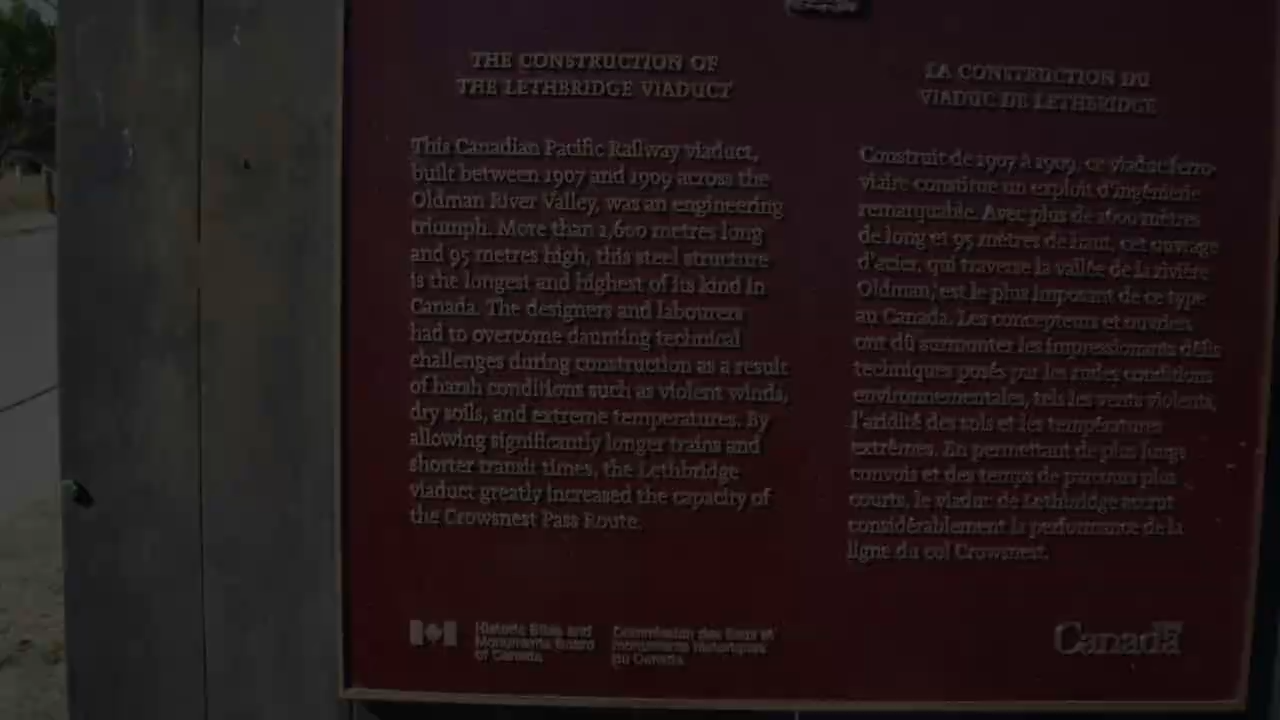 THE CONSTRUCTION OF
THE LETHBRIDGE VIADUCT
This Canadian Pacific Railway viaduct,
built between 1907 and 1909 across the
Oldman River Valley, was an engineering
triumph. More than 1,600 metres long
and 95 metres high, this steel structure
is the longest and highest of its kind in
Canada. The designers and labourers
had to overcome daunting technical
challenges during construction as a result
of harsh conditions such as violent winds,
dry soils, and extreme temperatures. By
allowing significantly longer trains and
shorter transit times, the Lethbridge
viaduct greatly increased the capacity of
the Crowsnest Pass Route.
LA CONSTRUCTION DU
VIADUC DE LETHBRIDGE
Construit de 1907 à 1909, ce viaduc ferro-
viaire constitue un exploit d'ingénierie
remarquable. Avec plus de 1600 mètres
de long et 95 mètres de haut, cet ouvrage
d'acier, qui traverse la vallée de la rivière
Oldman, est le plus imposant de ce type
au Canada. Les concepteurs et ouvriers
ont dû surmonter les impressionnants défis
techniques posés par les rudes conditions
environnementales, tels les vents violents,
l'aridité des sols et les températures
extrêmes. En permettant de plus longs
convois et des temps de parcours plus
courts, le viaduc de Lethbridge accrut
considérablement la performance de la
ligne du col Crowsnest.
Historic Sites and
Monuments Board
of Canada
Commission des lieux et
monuments historiques
du Canada
Canada